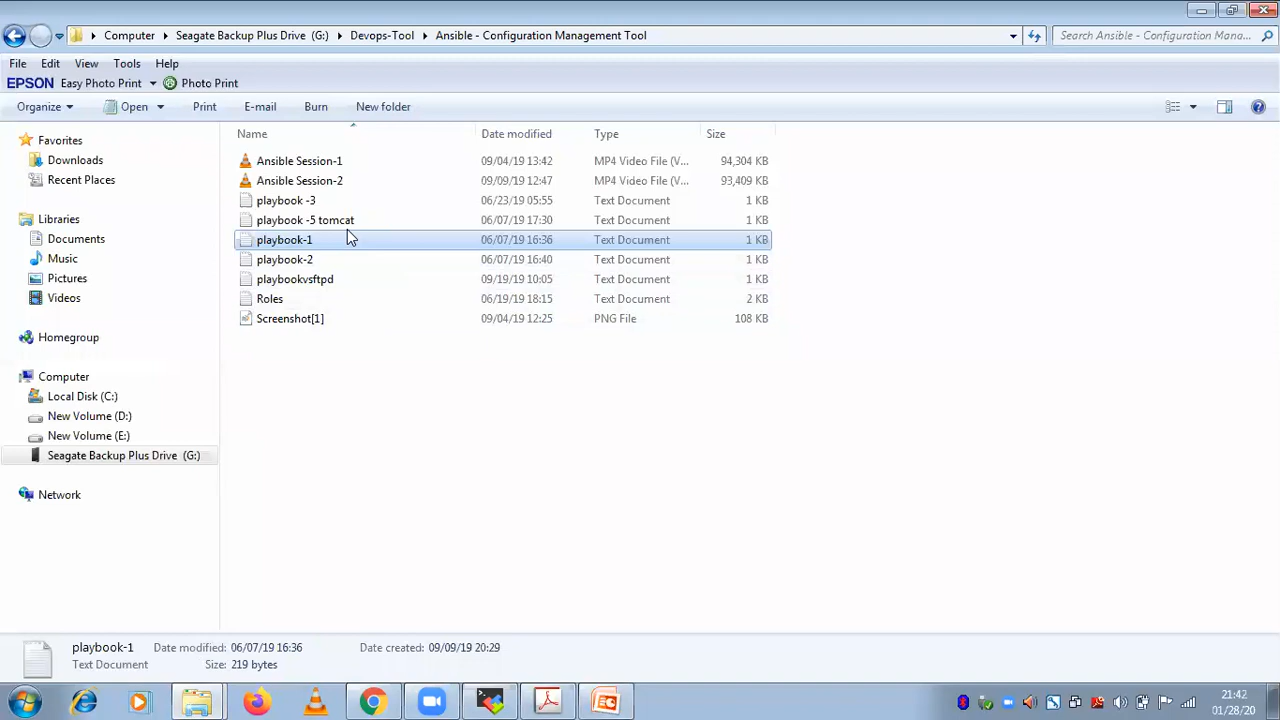 Computer Seagate Backup Plus Drive (G:) Devops-Tool Ansible - Configuration Management Tool Search Ansible - Configuration Mana...
File Edit View Tools Help
EPSON Easy Photo Print Photo Print
Organize Open Print E-mail Burn New folder
Name Date modified Type Size
Favorites
Downloads
Recent Places
Libraries
Documents
Music
Pictures
Videos
Homegroup
Computer
Local Disk (C:)
New Volume (D:)
New Volume (E:)
Seagate Backup Plus Drive (G:)
Network
Ansible Session-1 09/04/19 13:42 MP4 Video File (V... 94,304 KB
Ansible Session-2 09/09/19 12:47 MP4 Video File (V... 93,409 KB
playbook -3 06/23/19 05:55 Text Document 1 KB
playbook -5 tomcat 06/07/19 17:30 Text Document 1 KB
playbook-1 06/07/19 16:36 Text Document 1 KB
playbook-2 06/07/19 16:40 Text Document 1 KB
playbookvsftpd 09/19/19 10:05 Text Document 1 KB
Roles 06/19/19 18:15 Text Document 2 KB
Screenshot[1] 09/04/19 12:25 PNG File 108 KB
playbook-1 Date modified: 06/07/19 16:36 Date created: 09/09/19 20:29
Text Document Size: 219 bytes
21:42
01/28/20